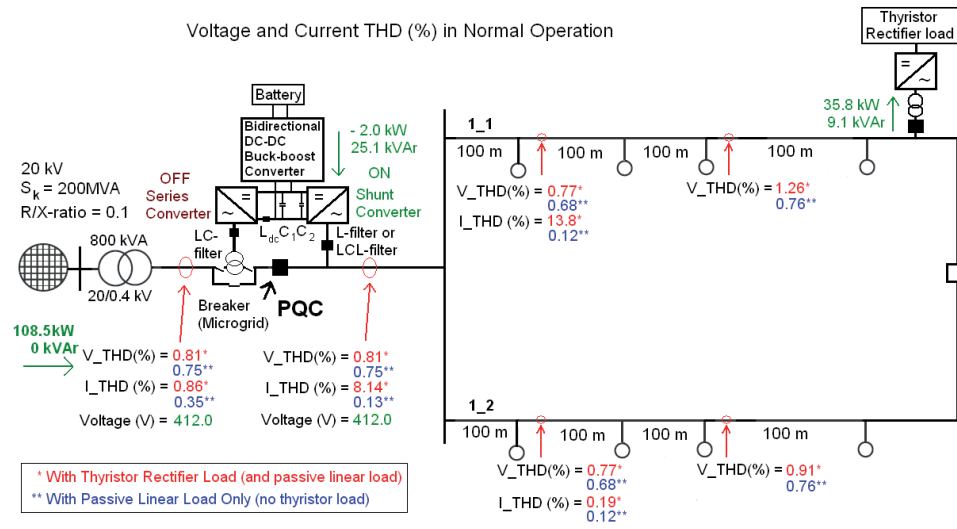 Voltage and Current THD (%) in Normal Operation
Thyristor
Rectifier load
=
~
35.8 kW
9.1 kVAr
Battery
Bidirectional
DC-DC
Buck-boost
Converter
- 2.0 kW
25.1 kVAr
ON
Shunt
Converter
20 kV
Sk = 200MVA
R/X-ratio = 0.1
OFF
Series
Converter
=
~
=
~
LdcC1C2
LC-
filter
L-filter or
LCL-filter
800 kVA
20/0.4 kV
Breaker
(Microgrid)
PQC
108.5kW
0 kVAr
V_THD(%) = 0.81*
0.75**
I_THD (%) = 0.86*
0.35**
Voltage (V) = 412.0
V_THD(%) = 0.81*
0.75**
I_THD (%) = 8.14*
0.13**
Voltage (V) = 412.0
1_1
100 m 100 m 100 m 100 m
V_THD(%) = 0.77*
0.68**
I_THD (%) = 13.8*
0.12**
V_THD(%) = 1.26*
0.76**
1_2
100 m 100 m 100 m 100 m
V_THD(%) = 0.77*
0.68**
I_THD (%) = 0.19*
0.12**
V_THD(%) = 0.91*
0.76**
* With Thyristor Rectifier Load (and passive linear load)
** With Passive Linear Load Only (no thyristor load)